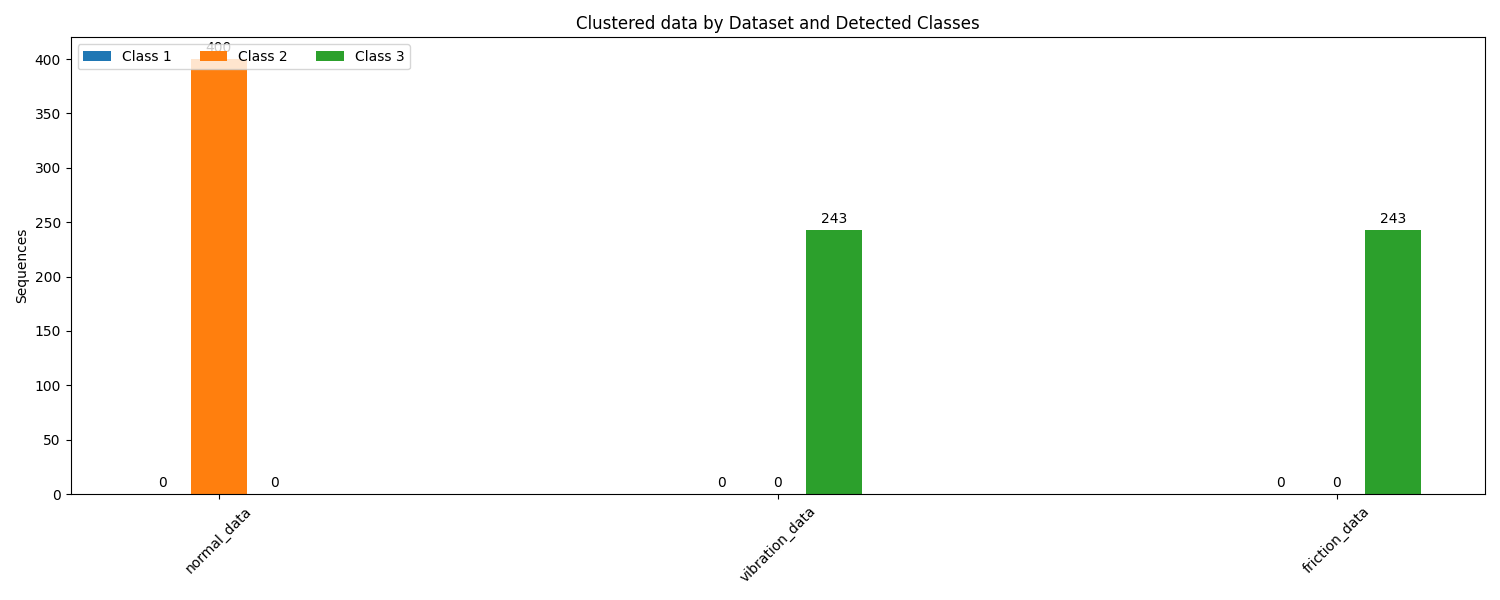 Clustered data by Dataset and Detected Classes
400
Class 1 Class 2 Class 3
400
350
300
250
200
150
100
50
0
Sequences
243
243
0 0 0 0 0 0
normal_data vibration_data friction_data